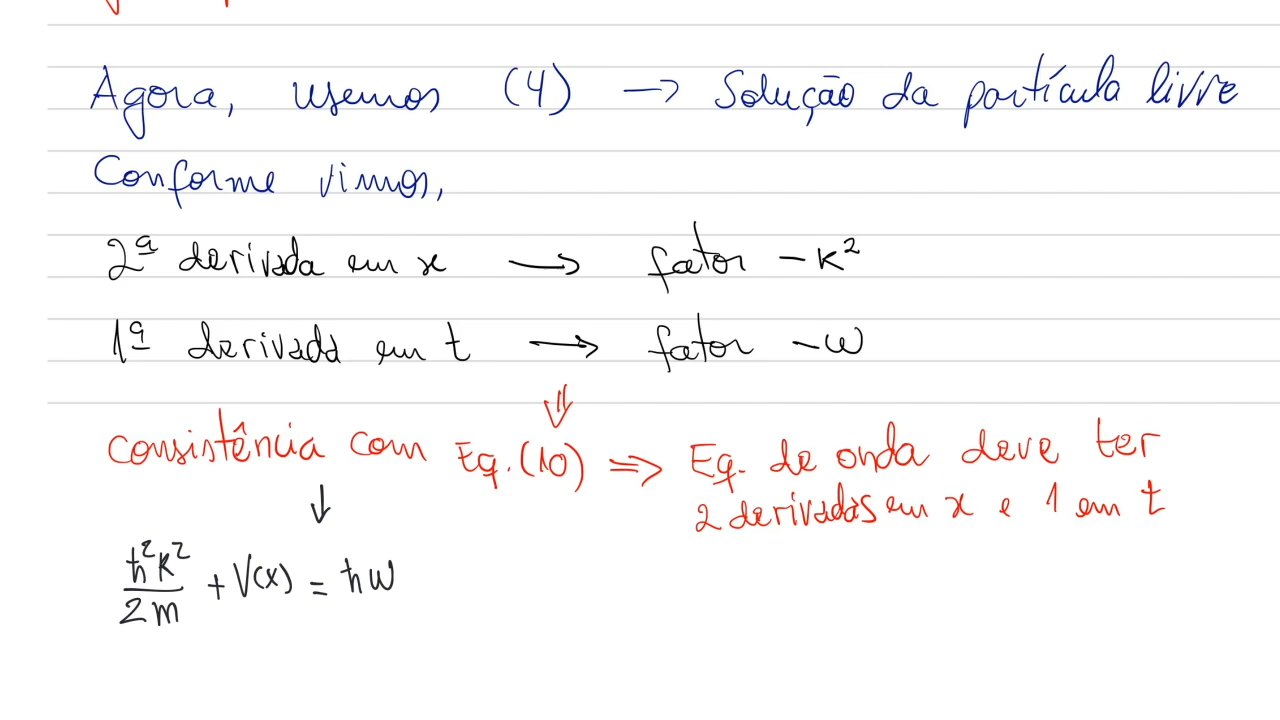 Agora, usemos (4) → Solução da partícula livre
Conforme vimos,
2ª derivada em x → fator -k²
1ª derivada em t → fator -ω
⇓
consistência com Eq.(10) ⇒ Eq. de onda deve ter
2 derivadas em x e 1 em t
↓
ħ²k²/2m + V(x) = ħω